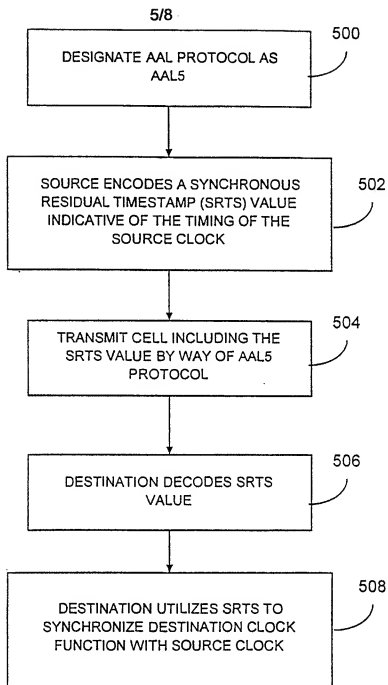 5/8
500
DESIGNATE AAL PROTOCOL AS
AAL5
502
SOURCE ENCODES A SYNCHRONOUS
RESIDUAL TIMESTAMP (SRTS) VALUE
INDICATIVE OF THE TIMING OF THE
SOURCE CLOCK
504
TRANSMIT CELL INCLUDING THE
SRTS VALUE BY WAY OF AAL5
PROTOCOL
506
DESTINATION DECODES SRTS
VALUE
508
DESTINATION UTILIZES SRTS TO
SYNCHRONIZE DESTINATION CLOCK
FUNCTION WITH SOURCE CLOCK